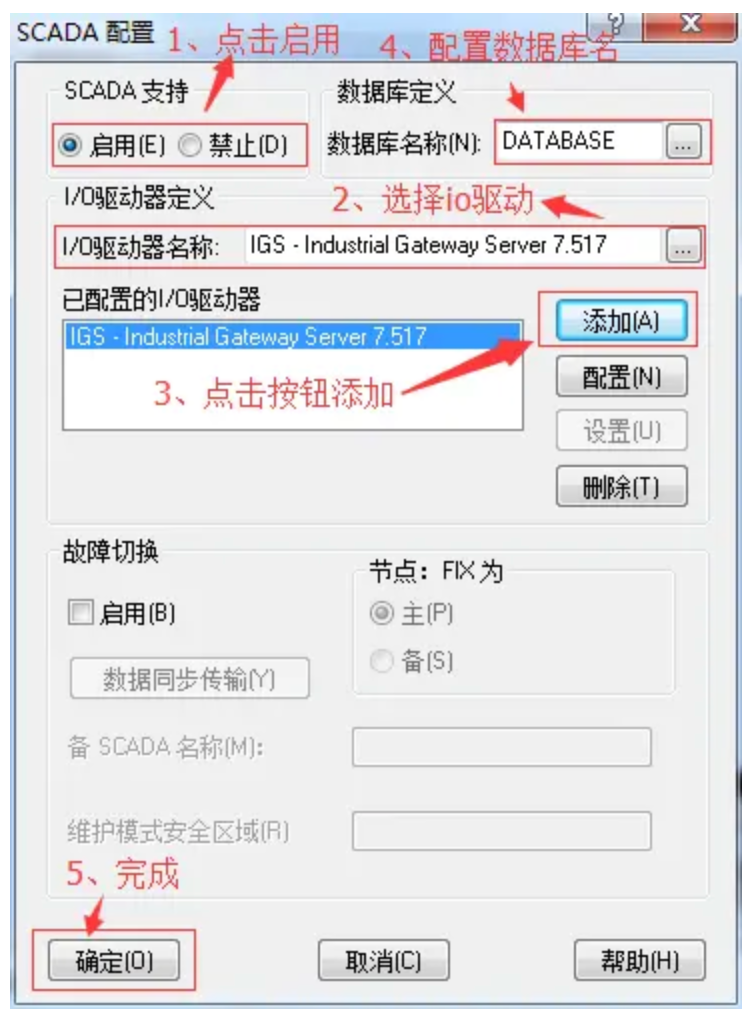 SCADA 配置
1、点击启用
4、配置数据库名
SCADA 支持
数据库定义
启用(E)
禁止(D)
数据库名称(N):
DATABASE
...
I/O驱动器定义
2、选择io驱动
I/O驱动器名称:
IGS - Industrial Gateway Server 7.517
...
已配置的I/O驱动器
IGS - Industrial Gateway Server 7.517
添加(A)
3、点击按钮添加
配置(N)
设置(U)
删除(T)
故障切换
节点：FIX 为
启用(B)
主(P)
备(S)
数据同步传输(Y)
备 SCADA 名称(M):
维护模式安全区域(R)
5、完成
确定(O)
取消(C)
帮助(H)